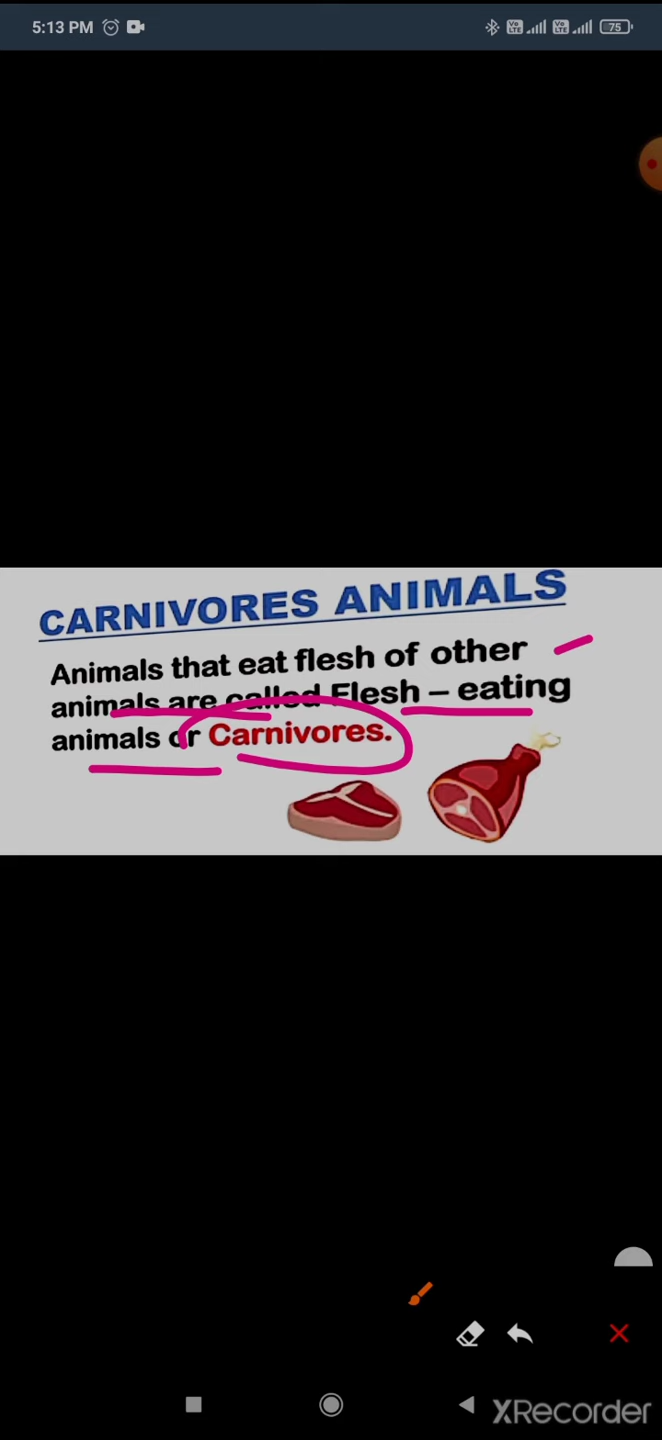 5:13 PM
75
CARNIVORES ANIMALS
Animals that eat flesh of other
animals are called Flesh – eating
animals or Carnivores.
XRecorder